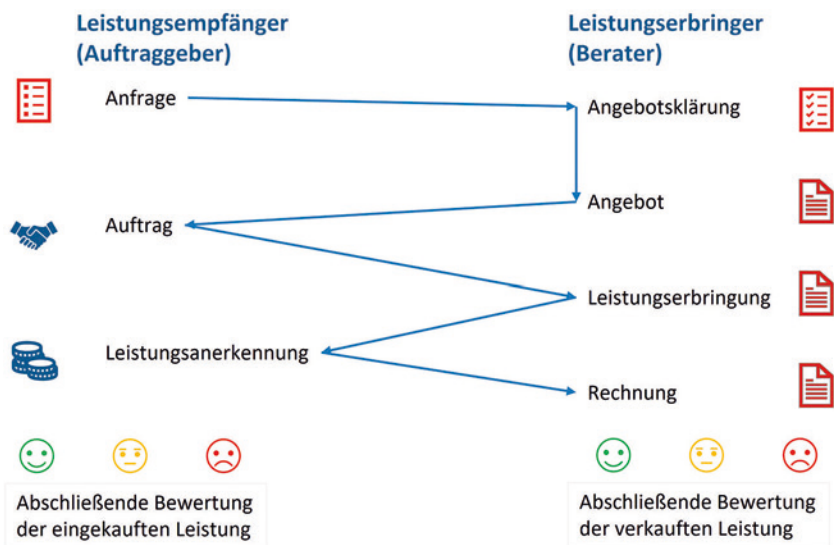 Leistungsempfänger
(Auftraggeber)
Leistungserbringer
(Berater)
Anfrage
Angebotsklärung
Angebot
Auftrag
Leistungserbringung
Leistungsanerkennung
Rechnung
Abschließende Bewertung
der eingekauften Leistung
Abschließende Bewertung
der verkauften Leistung